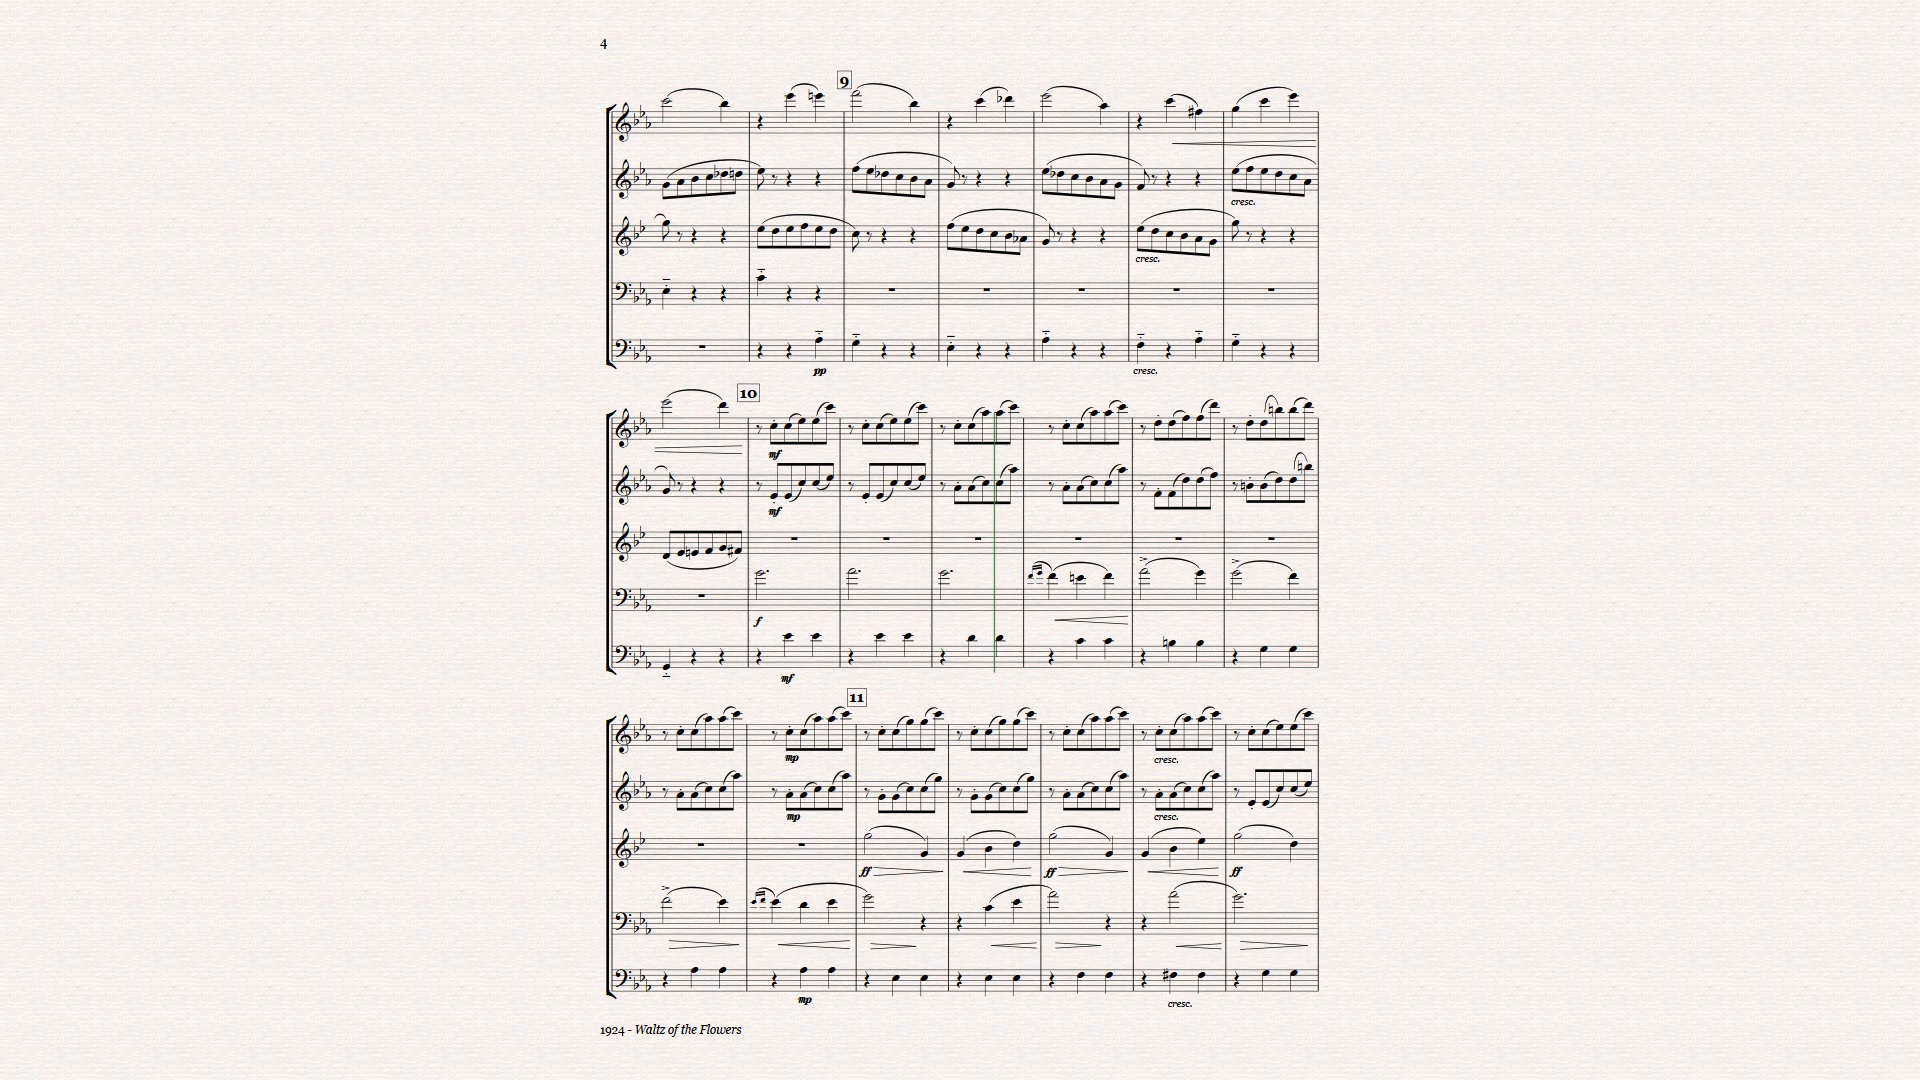 4
9
cresc.
cresc.
pp
cresc.
10
mf
mf
f
mf
11
mp
cresc.
mp
cresc.
ff
ff
ff
mp
cresc.
1924 - Waltz of the Flowers